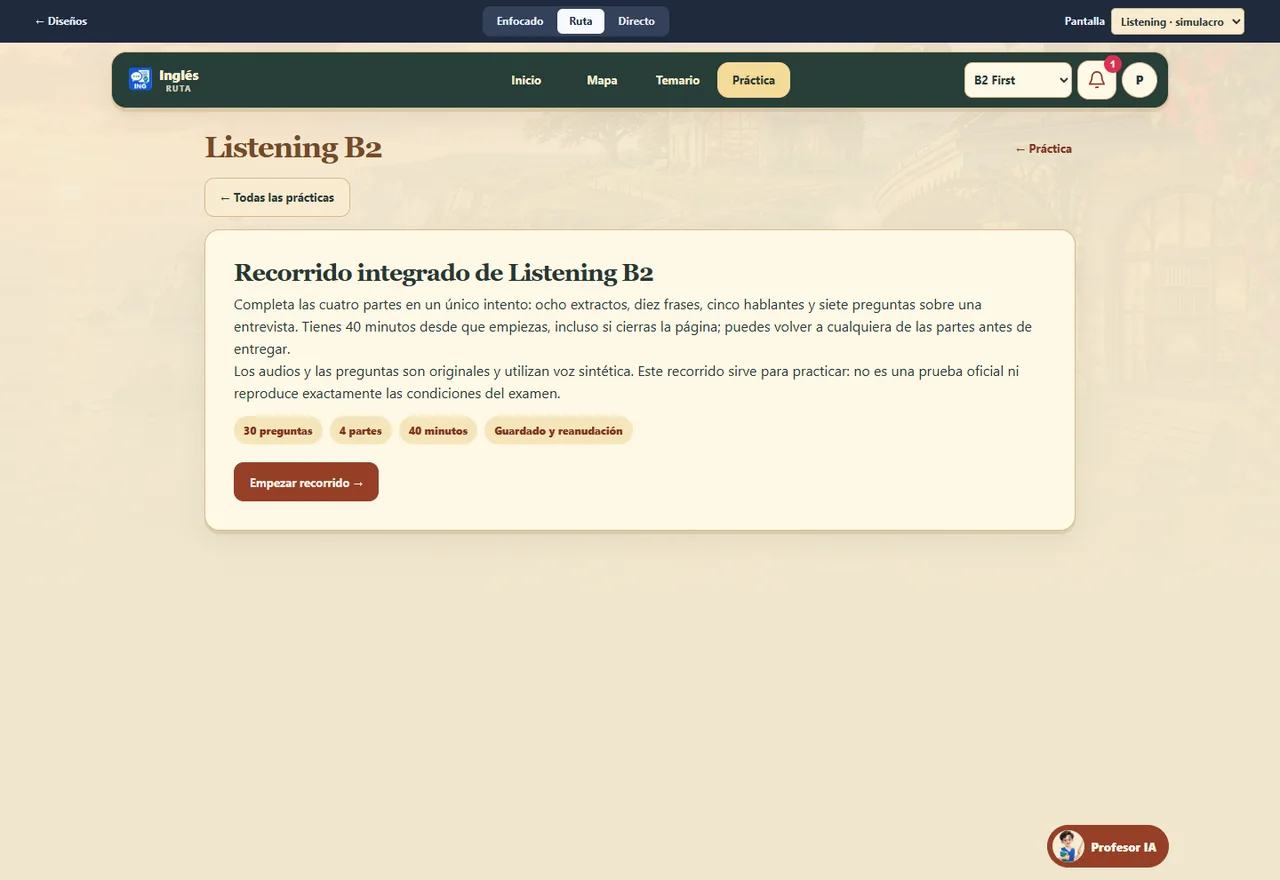 ← Diseños
Enfocado
Ruta
Directo
Pantalla
Listening · simulacro
ING
Inglés
RUTA
Inicio
Mapa
Temario
Práctica
B2 First
1
P
Listening B2
← Práctica
← Todas las prácticas
Recorrido integrado de Listening B2
Completa las cuatro partes en un único intento: ocho extractos, diez frases, cinco hablantes y siete preguntas sobre una
entrevista. Tienes 40 minutos desde que empiezas, incluso si cierras la página; puedes volver a cualquiera de las partes antes de
entregar.
Los audios y las preguntas son originales y utilizan voz sintética. Este recorrido sirve para practicar: no es una prueba oficial ni
reproduce exactamente las condiciones del examen.
30 preguntas
4 partes
40 minutos
Guardado y reanudación
Empezar recorrido →
Profesor IA